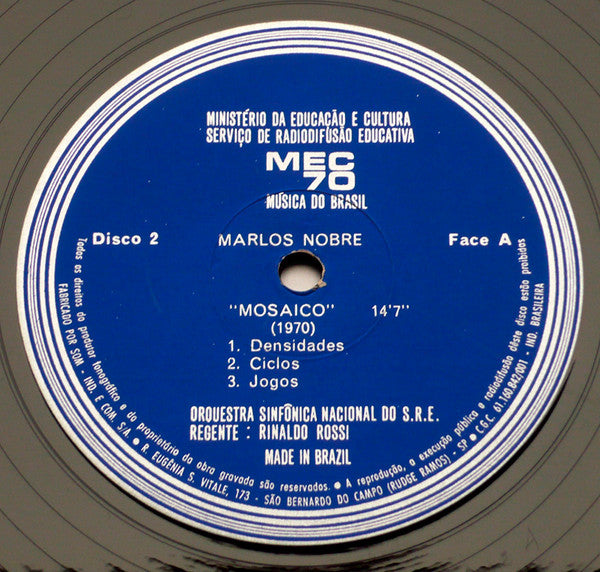 MINISTÉRIO DA EDUCAÇÃO E CULTURA
SERVIÇO DE RADIODIFUSÃO EDUCATIVA
MEC
70
MÚSICA DO BRASIL
Disco 2
MARLOS NOBRE
Face A
"MOSAICO" 14'7"
(1970)
1. Densidades
2. Ciclos
3. Jogos
ORQUESTRA SINFÔNICA NACIONAL DO S.R.E.
REGENTE : RINALDO ROSSI
MADE IN BRAZIL
Todos os direitos do produtor fonográfico e do proprietário da obra gravada são reservados. • A reprodução, a execução pública e radiodifusão dêste disco estão proibidas
FABRICADO POR SOM - IND. E COM. S/A. • R. EUGÊNIA S. VITALE, 173 - SÃO BERNARDO DO CAMPO (RUDGE RAMOS) - SP • C.G.C. 61.160.842/001 - IND. BRASILEIRA